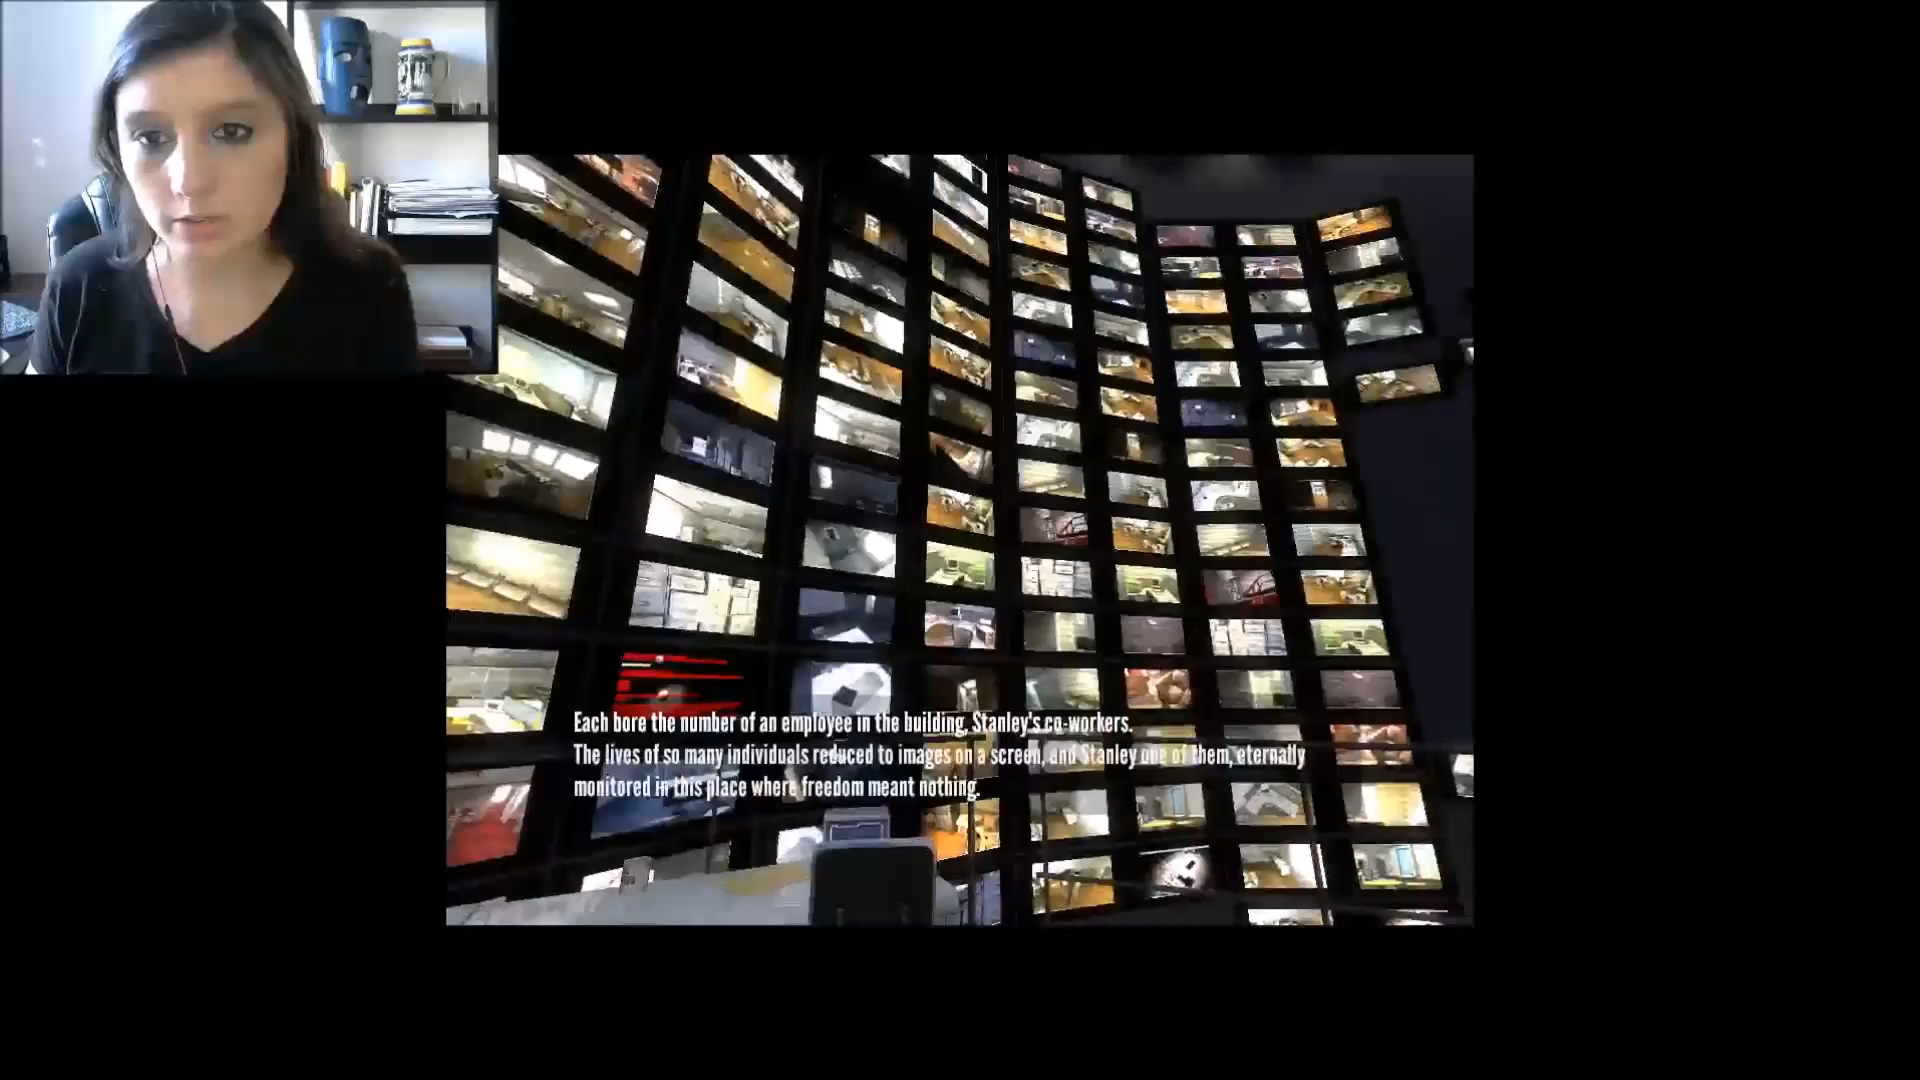 Each bore the number of an employee in the building, Stanley's co-workers.
The lives of so many individuals reduced to images on a screen, and Stanley one of them, eternally
monitored in this place where freedom meant nothing.